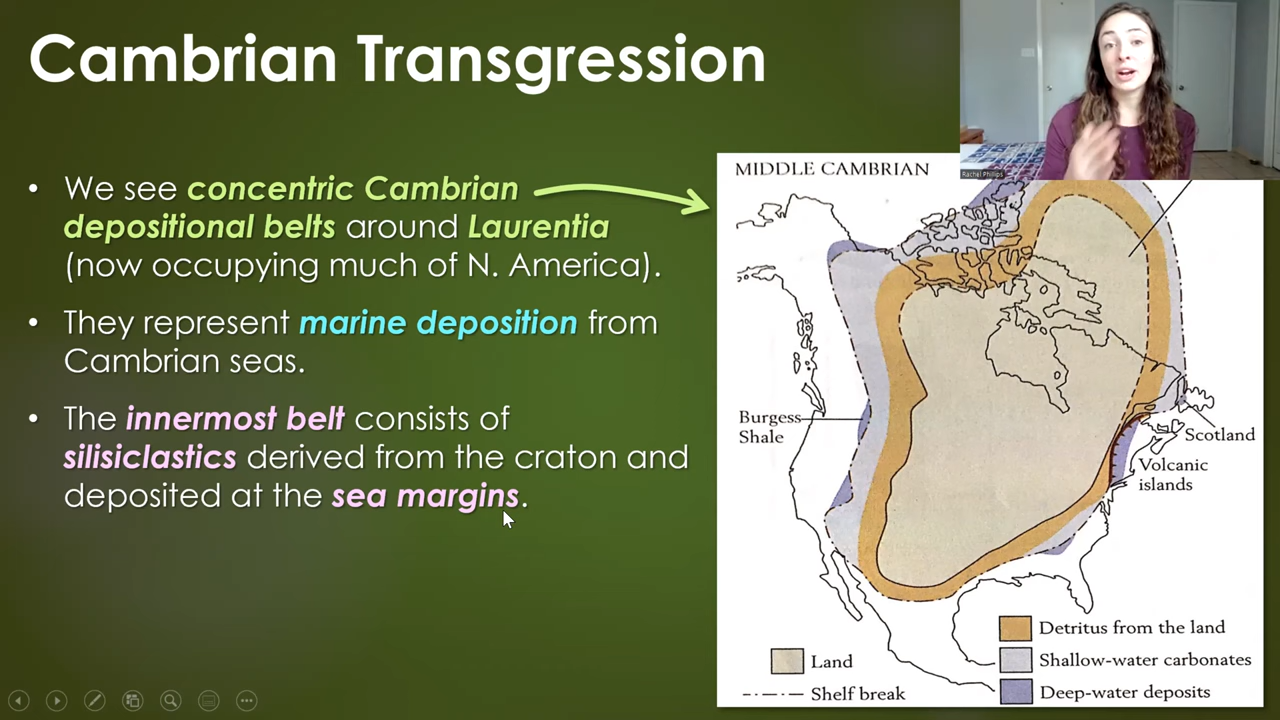 Cambrian Transgression
Rachel Phillips
• We see concentric Cambrian
depositional belts around Laurentia
(now occupying much of N. America).
• They represent marine deposition from
Cambrian seas.
• The innermost belt consists of
silisiclastics derived from the craton and
deposited at the sea margins.
MIDDLE CAMBRIAN
Burgess
Shale
Scotland
Volcanic
islands
Detritus from the land
Land
Shallow-water carbonates
Shelf break
Deep-water deposits